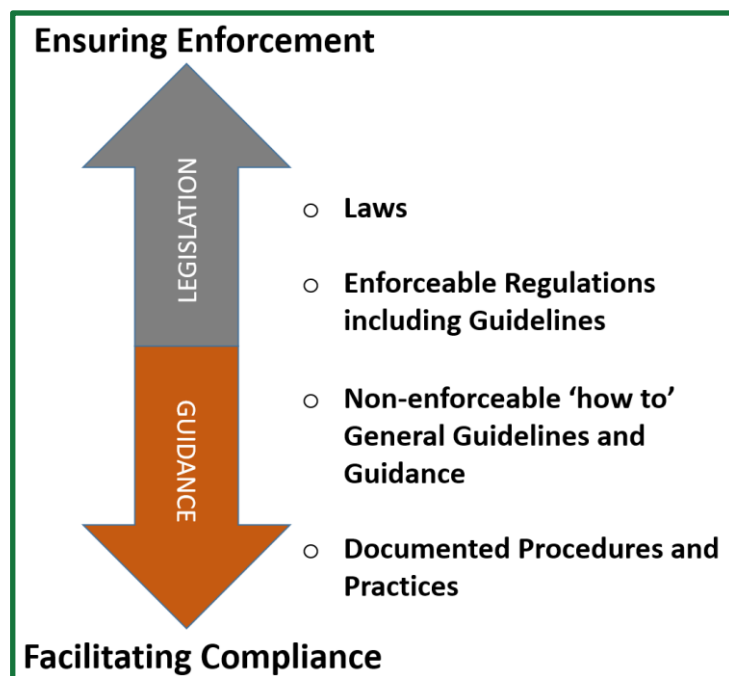 Ensuring Enforcement
LEGISLATION
○ Laws
○ Enforceable Regulations
including Guidelines
GUIDANCE
○ Non-enforceable ‘how to’
General Guidelines and
Guidance
○ Documented Procedures and
Practices
Facilitating Compliance